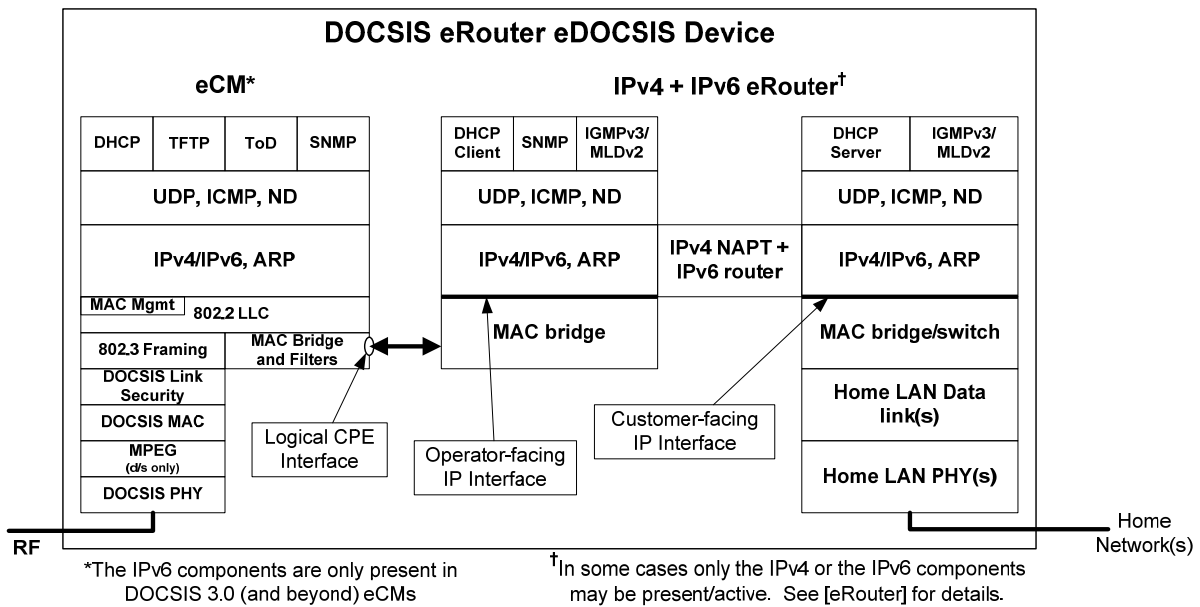 DOCSIS eRouter eDOCSIS Device
eCM*
IPv4 + IPv6 eRouter†
DHCP
TFTP
ToD
SNMP
UDP, ICMP, ND
IPv4/IPv6, ARP
MAC Mgmt
802.2 LLC
802.3 Framing
MAC Bridge
and Filters
DOCSIS Link
Security
DOCSIS MAC
MPEG
(d/s only)
DOCSIS PHY
RF
Logical CPE
Interface
DHCP
Client
SNMP
IGMPv3/
MLDv2
UDP, ICMP, ND
IPv4/IPv6, ARP
MAC bridge
Operator-facing
IP Interface
IPv4 NAPT +
IPv6 router
Customer-facing
IP Interface
DHCP
Server
IGMPv3/
MLDv2
UDP, ICMP, ND
IPv4/IPv6, ARP
MAC bridge/switch
Home LAN Data
link(s)
Home LAN PHY(s)
Home
Network(s)
*The IPv6 components are only present in
DOCSIS 3.0 (and beyond) eCMs
†In some cases only the IPv4 or the IPv6 components
may be present/active. See [eRouter] for details.